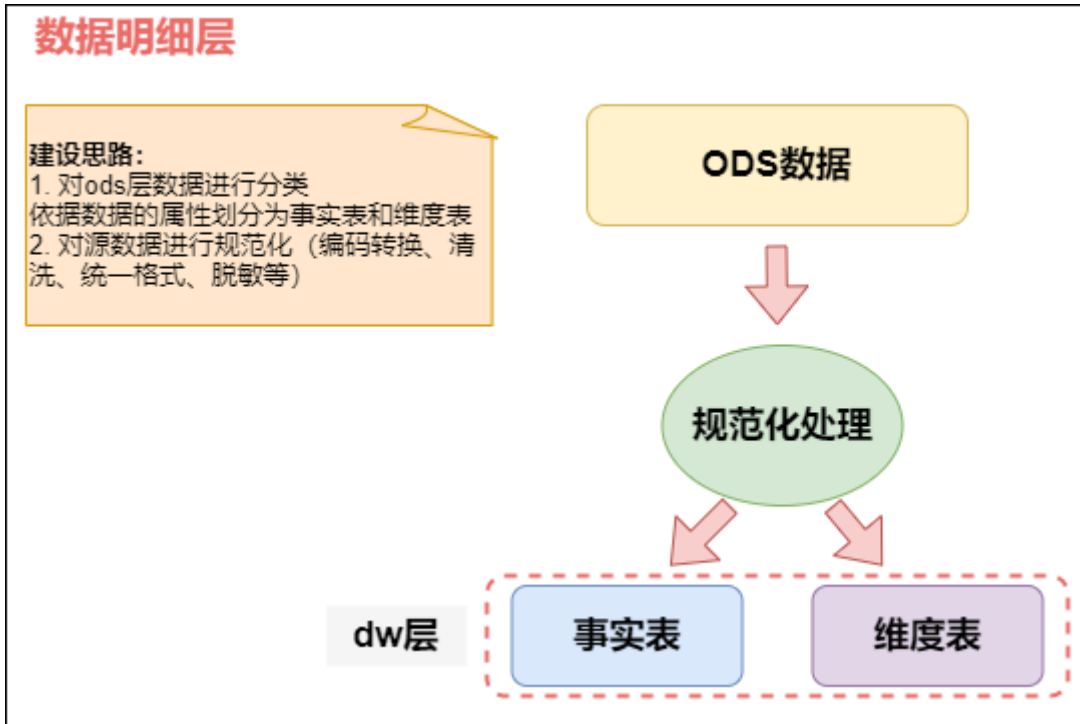 数据明细层
建设思路：
1. 对ods层数据进行分类
依据数据的属性划分为事实表和维度表
2. 对源数据进行规范化（编码转换、清
洗、统一格式、脱敏等）
ODS数据
规范化处理
dw层
事实表
维度表